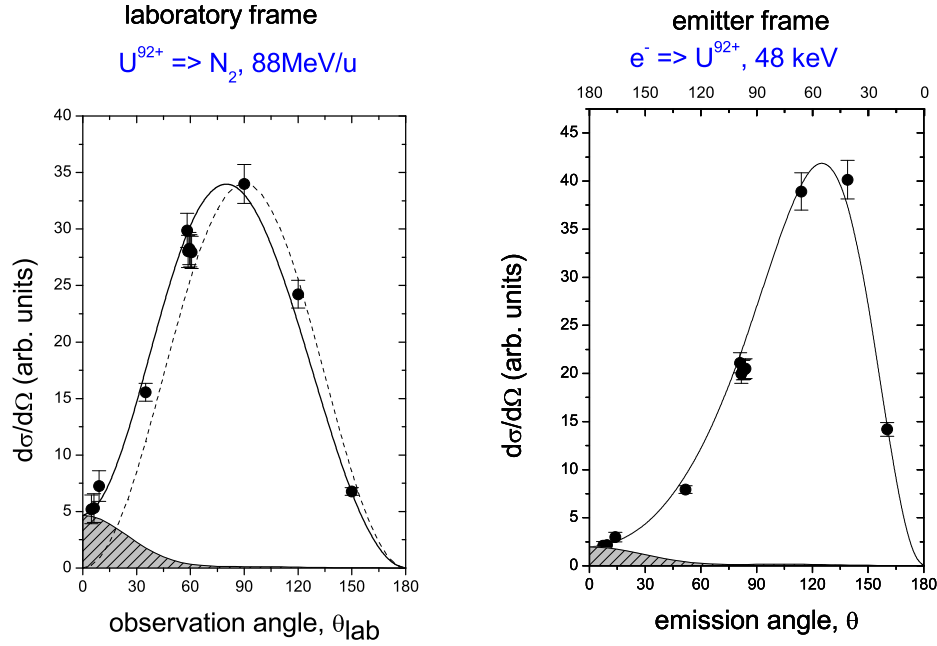 laboratory frame
U⁹²⁺ => N₂, 88MeV/u
40
35
30
25
20
15
10
5
0
0 30 60 90 120 150 180
dσ/dΩ (arb. units)
observation angle, θlab
emitter frame
e⁻ => U⁹²⁺, 48 keV
180 150 120 90 60 30 0
45
40
35
30
25
20
15
10
5
0
0 30 60 90 120 150 180
dσ/dΩ (arb. units)
emission angle, θ